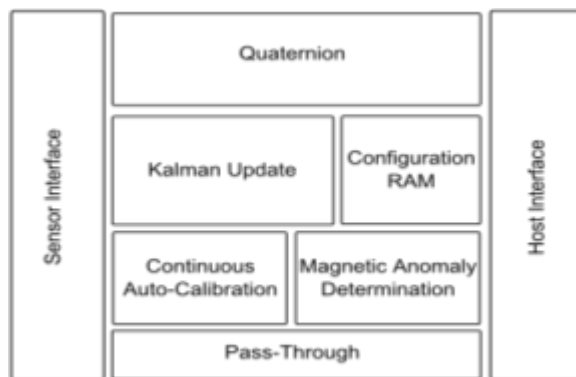 Sensor Interface
Quaternion
Kalman Update
Configuration
RAM
Continuous
Auto-Calibration
Magnetic Anomaly
Determination
Pass-Through
Host Interface